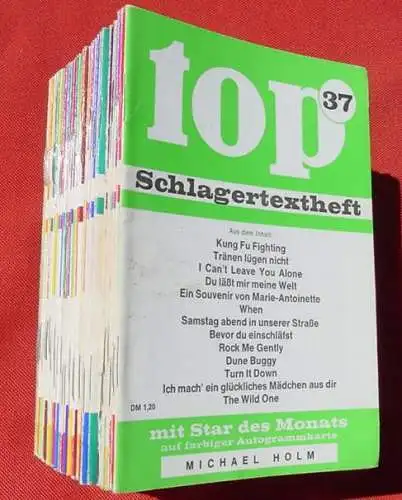 top
37
Schlagertextheft
Aus dem Inhalt:
Kung Fu Fighting
Tränen lügen nicht
I Can't Leave You Alone
Du läßt mir meine Welt
Ein Souvenir von Marie-Antoinette
When
Samstag abend in unserer Straße
Bevor du einschläfst
Rock Me Gently
Dune Buggy
Turn It Down
Ich mach' ein glückliches Mädchen aus dir
The Wild One
DM 1,20
mit Star des Monats
auf farbiger Autogrammkarte
MICHAEL HOLM